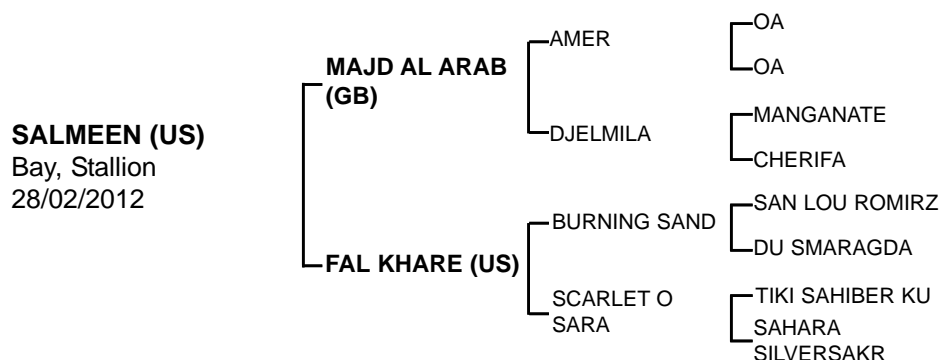 SALMEEN (US)
Bay, Stallion
28/02/2012
MAJD AL ARAB
(GB)
FAL KHARE (US)
AMER
DJELMILA
BURNING SAND
SCARLET O
SARA
OA
OA
MANGANATE
CHERIFA
SAN LOU ROMIRZ
DU SMARAGDA
TIKI SAHIBER KU
SAHARA
SILVERSAKR